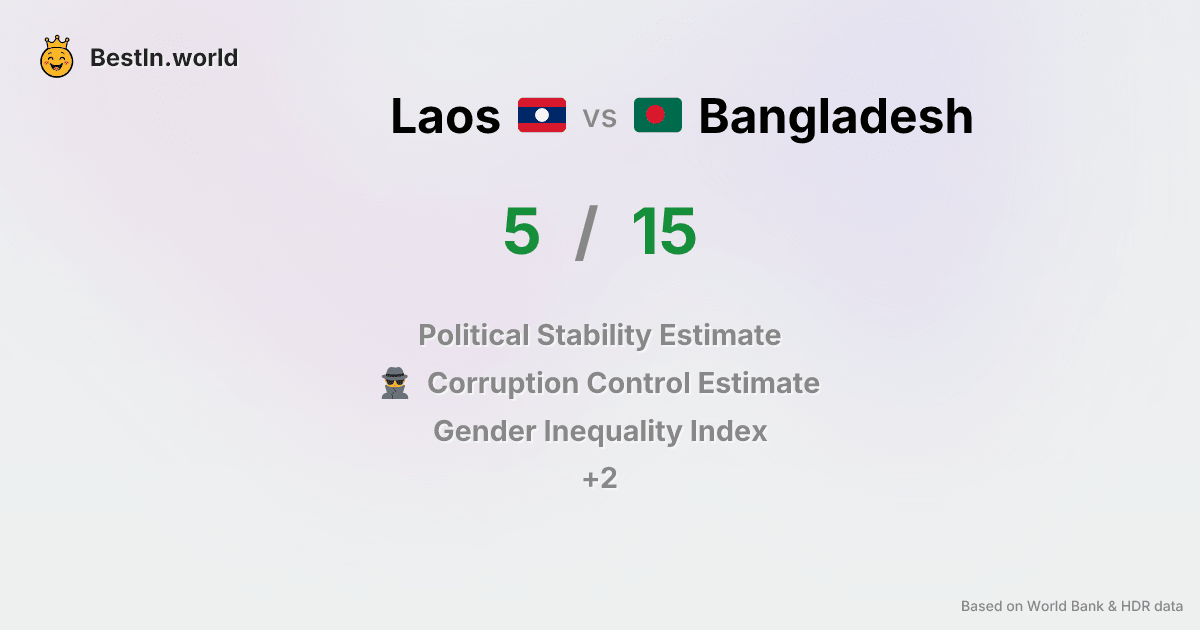 BestIn.world
Laos vs Bangladesh
5 / 15
Political Stability Estimate
Corruption Control Estimate
Gender Inequality Index
+2
Based on World Bank & HDR data